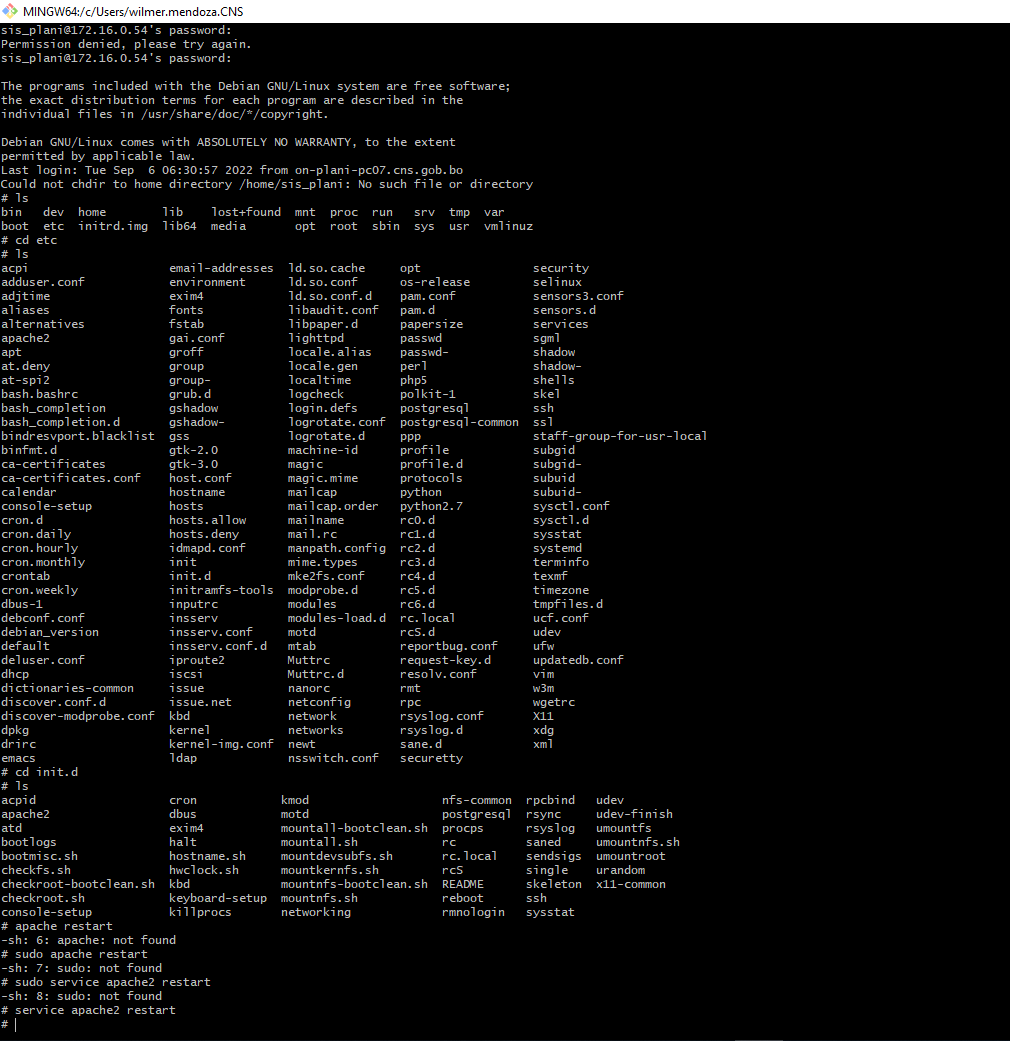 MINGW64:/c/Users/wilmer.mendoza.CNS
sis_plani@172.16.0.54's password:
Permission denied, please try again.
sis_plani@172.16.0.54's password:

The programs included with the Debian GNU/Linux system are free software;
the exact distribution terms for each program are described in the
individual files in /usr/share/doc/*/copyright.

Debian GNU/Linux comes with ABSOLUTELY NO WARRANTY, to the extent
permitted by applicable law.
Last login: Tue Sep  6 06:30:57 2022 from on-plani-pc07.cns.gob.bo
Could not chdir to home directory /home/sis_plani: No such file or directory
# ls
bin   dev  home        lib    lost+found  mnt  proc  run   srv  tmp  var
boot  etc  initrd.img  lib64  media       opt  root  sbin  sys  usr  vmlinuz
# cd etc
# ls
acpi                    email-addresses  ld.so.cache     opt                security
adduser.conf            environment      ld.so.conf      os-release         selinux
adjtime                 exim4            ld.so.conf.d    pam.conf           sensors3.conf
aliases                 fonts            libaudit.conf   pam.d              sensors.d
alternatives            fstab            libpaper.d      papersize          services
apache2                 gai.conf         lighttpd        passwd             sgml
apt                     groff            locale.alias    passwd-            shadow
at.deny                 group            locale.gen      perl               shadow-
at-spi2                 group-           localtime       php5               shells
bash.bashrc             grub.d           logcheck        polkit-1           skel
bash_completion         gshadow          login.defs      postgresql         ssh
bash_completion.d       gshadow-         logrotate.conf  postgresql-common  ssl
bindresvport.blacklist  gss              logrotate.d     ppp                staff-group-for-usr-local
binfmt.d                gtk-2.0          machine-id      profile            subgid
ca-certificates         gtk-3.0          magic           profile.d          subgid-
ca-certificates.conf    host.conf        magic.mime      protocols          subuid
calendar                hostname         mailcap         python             subuid-
console-setup           hosts            mailcap.order   python2.7          sysctl.conf
cron.d                  hosts.allow      mailname        rc0.d              sysctl.d
cron.daily              hosts.deny       mail.rc         rc1.d              sysstat
cron.hourly             idmapd.conf      manpath.config  rc2.d              systemd
cron.monthly            init             mime.types      rc3.d              terminfo
crontab                 init.d           mke2fs.conf     rc4.d              texmf
cron.weekly             initramfs-tools  modprobe.d      rc5.d              timezone
dbus-1                  inputrc          modules         rc6.d              tmpfiles.d
debconf.conf            insserv          modules-load.d  rc.local           ucf.conf
debian_version          insserv.conf     motd            rcS.d              udev
default                 insserv.conf.d   mtab            reportbug.conf     ufw
deluser.conf            iproute2         Muttrc          request-key.d      updatedb.conf
dhcp                    iscsi            Muttrc.d        resolv.conf        vim
dictionaries-common     issue            nanorc          rmt                w3m
discover.conf.d         issue.net        netconfig       rpc                wgetrc
discover-modprobe.conf  kbd              network         rsyslog.conf       X11
dpkg                    kernel           networks        rsyslog.d          xdg
drirc                   kernel-img.conf  newt            sane.d             xml
emacs                   ldap             nsswitch.conf   securetty
# cd init.d
# ls
acpid                   cron            kmod                   nfs-common  rpcbind   udev
apache2                 dbus            motd                   postgresql  rsync     udev-finish
atd                     exim4           mountall-bootclean.sh  procps      rsyslog   umountfs
bootlogs                halt            mountall.sh            rc          saned     umountnfs.sh
bootmisc.sh             hostname.sh     mountdevsubfs.sh       rc.local    sendsigs  umountroot
checkfs.sh              hwclock.sh      mountkernfs.sh         rcS         single    urandom
checkroot-bootclean.sh  kbd             mountnfs-bootclean.sh  README      skeleton  x11-common
checkroot.sh            keyboard-setup  mountnfs.sh            reboot      ssh
console-setup           killprocs       networking             rmnologin   sysstat
# apache restart
-sh: 6: apache: not found
# sudo apache restart
-sh: 7: sudo: not found
# sudo service apache2 restart
-sh: 8: sudo: not found
# service apache2 restart
#